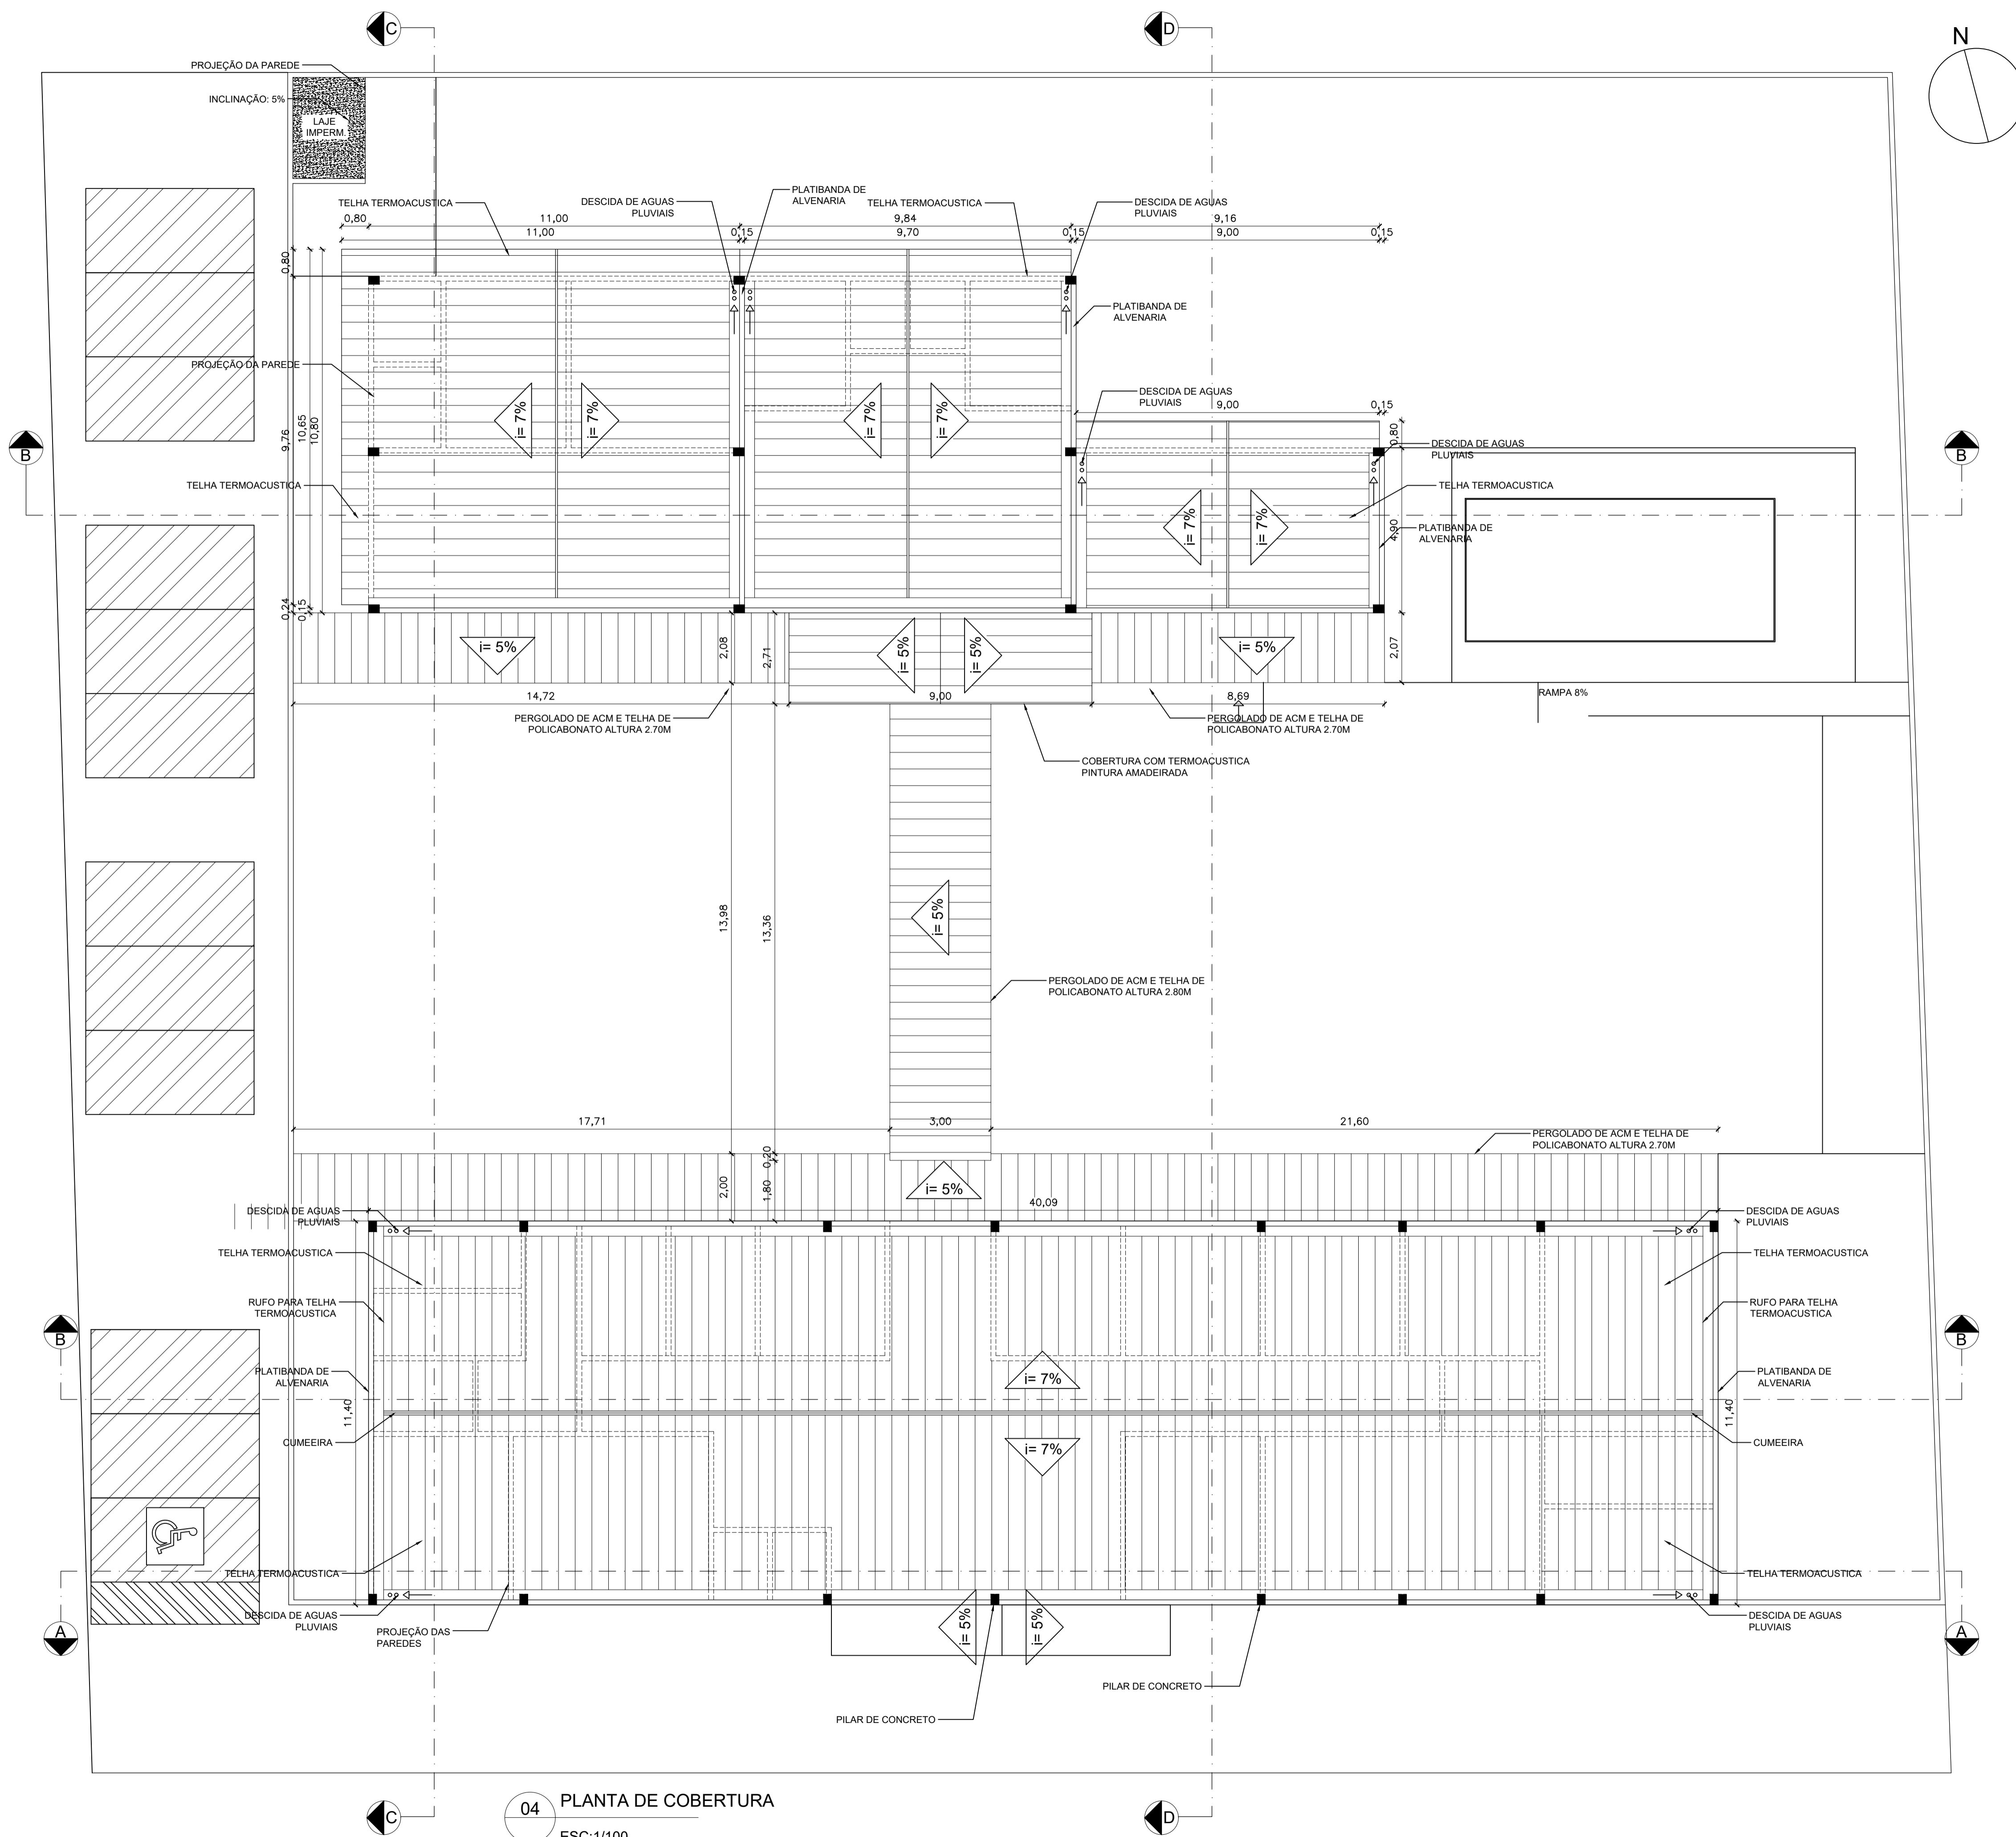 C
D
N
PROJEÇÃO DA PAREDE
INCLINAÇÃO: 5%
LAJE
IMPERM.
PLATIBANDA DE
ALVENARIA
TELHA TERMOACUSTICA
DESCIDA DE AGUAS
PLUVIAIS
TELHA TERMOACUSTICA
DESCIDA DE AGUAS
PLUVIAIS
0,80
11,00
9,84
9,16
11,00
0,15
9,70
0,15
9,00
0,15
0,80
PLATIBANDA DE
ALVENARIA
PROJEÇÃO DA PAREDE
DESCIDA DE AGUAS
PLUVIAIS
9,00
0,15
i= 7%
i= 7%
i= 7%
i= 7%
9,76
10,65
10,80
0,80
DESCIDA DE AGUAS
PLUVIAIS
B
B
TELHA TERMOACUSTICA
TELHA TERMOACUSTICA
i= 7%
i= 7%
4,90
PLATIBANDA DE
ALVENARIA
0,24
0,15
i= 5%
2,08
2,71
i= 5%
i= 5%
i= 5%
2,07
14,72
9,00
8,69
RAMPA 8%
PERGOLADO DE ACM E TELHA DE
POLICABONATO ALTURA 2.70M
PERGOLADO DE ACM E TELHA DE
POLICABONATO ALTURA 2.70M
COBERTURA COM TERMOACUSTICA
PINTURA AMADEIRADA
13,98
13,36
i= 5%
PERGOLADO DE ACM E TELHA DE
POLICABONATO ALTURA 2.80M
17,71
3,00
21,60
PERGOLADO DE ACM E TELHA DE
POLICABONATO ALTURA 2.70M
0,20
2,00
1,80
i= 5%
40,09
DESCIDA DE AGUAS
PLUVIAIS
DESCIDA DE AGUAS
PLUVIAIS
TELHA TERMOACUSTICA
TELHA TERMOACUSTICA
RUFO PARA TELHA
TERMOACUSTICA
RUFO PARA TELHA
TERMOACUSTICA
B
B
PLATIBANDA DE
ALVENARIA
i= 7%
PLATIBANDA DE
ALVENARIA
11,40
11,40
CUMEEIRA
i= 7%
CUMEEIRA
TELHA TERMOACUSTICA
TELHA TERMOACUSTICA
DESCIDA DE AGUAS
PLUVIAIS
DESCIDA DE AGUAS
PLUVIAIS
A
A
PROJEÇÃO DAS
PAREDES
i= 5%
i= 5%
PILAR DE CONCRETO
PILAR DE CONCRETO
04
PLANTA DE COBERTURA
ESC:1/100
C
D